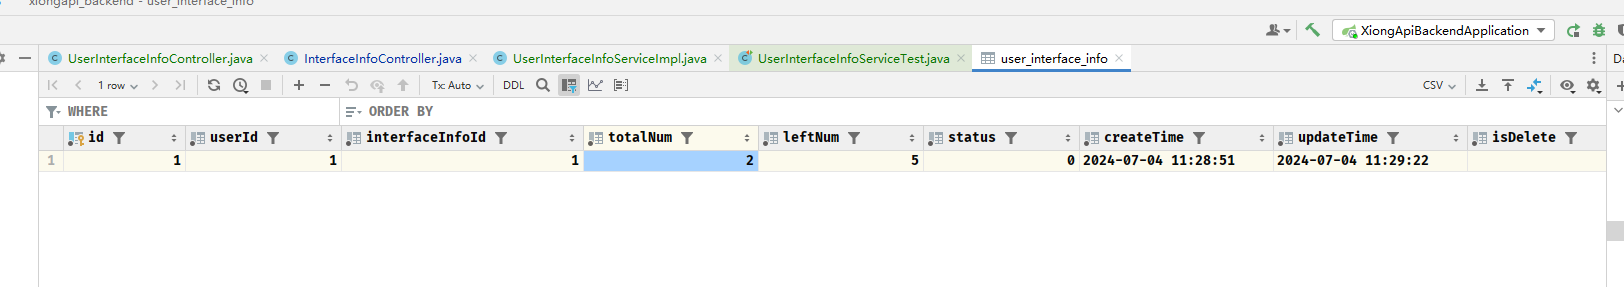 xiongapi_backend - user_interface_info
XiongApiBackendApplication
UserInterfaceInfoController.java InterfaceInfoController.java UserInterfaceInfoServiceImpl.java UserInterfaceInfoServiceTest.java user_interface_info
1 row Tx: Auto DDL CSV
WHERE ORDER BY
id userId interfaceInfoId totalNum leftNum status createTime updateTime isDelete
1 1 1 1 2 5 0 2024-07-04 11:28:51 2024-07-04 11:29:22